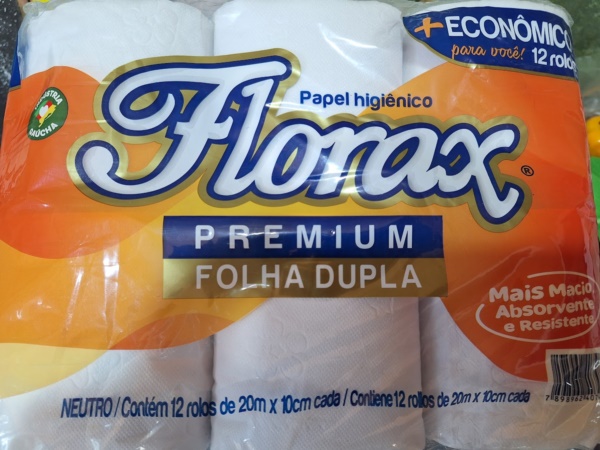 +ECONÔMICO
para você! 12 rolos
INDÚSTRIA
GAÚCHA
Papel higiênico
Florax®
PREMIUM
FOLHA DUPLA
Mais Macio,
Absorvente
e Resistente
NEUTRO / Contém 12 rolos de 20m x 10cm cada / Contiene 12 rollos de 20m x 10cm cada